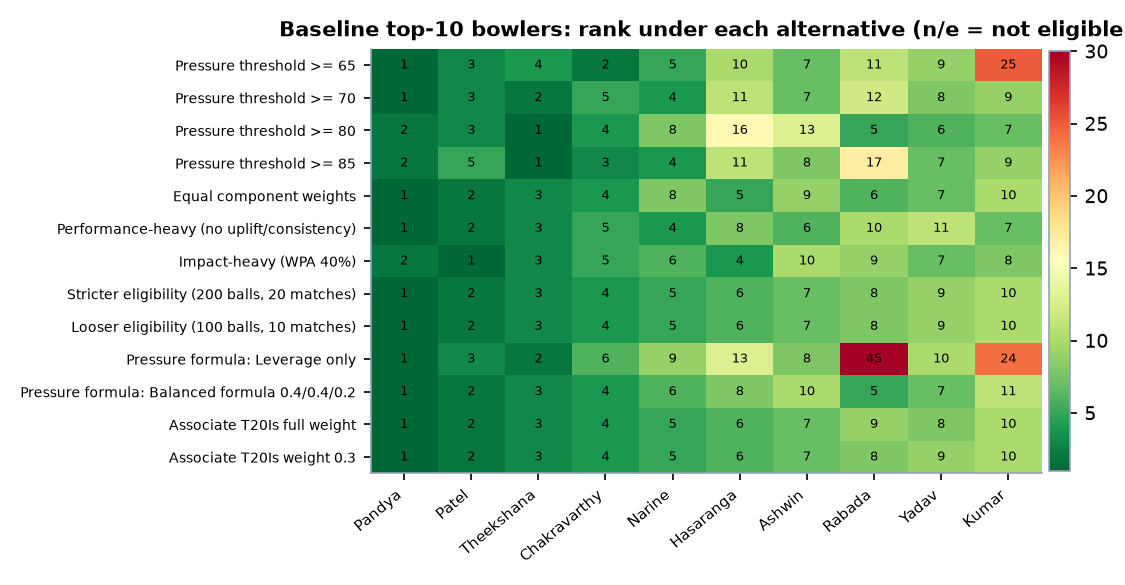 Baseline top-10 bowlers: rank under each alternative (n/e = not eligible
Pressure threshold >= 65 1 3 4 2 5 10 7 11 9 25
Pressure threshold >= 70 1 3 2 5 4 11 7 12 8 9
Pressure threshold >= 80 2 3 1 4 8 16 13 5 6 7
Pressure threshold >= 85 2 5 1 3 4 11 8 17 7 9
Equal component weights 1 2 3 4 8 5 9 6 7 10
Performance-heavy (no uplift/consistency) 1 2 3 5 4 8 6 10 11 7
Impact-heavy (WPA 40%) 2 1 3 5 6 4 10 9 7 8
Stricter eligibility (200 balls, 20 matches) 1 2 3 4 5 6 7 8 9 10
Looser eligibility (100 balls, 10 matches) 1 2 3 4 5 6 7 8 9 10
Pressure formula: Leverage only 1 3 2 6 9 13 8 45 10 24
Pressure formula: Balanced formula 0.4/0.4/0.2 1 2 3 4 6 8 10 5 7 11
Associate T20Is full weight 1 2 3 4 5 6 7 9 8 10
Associate T20Is weight 0.3 1 2 3 4 5 6 7 8 9 10
Pandya Patel Theekshana Chakravarthy Narine Hasaranga Ashwin Rabada Yadav Kumar
30
25
20
15
10
5